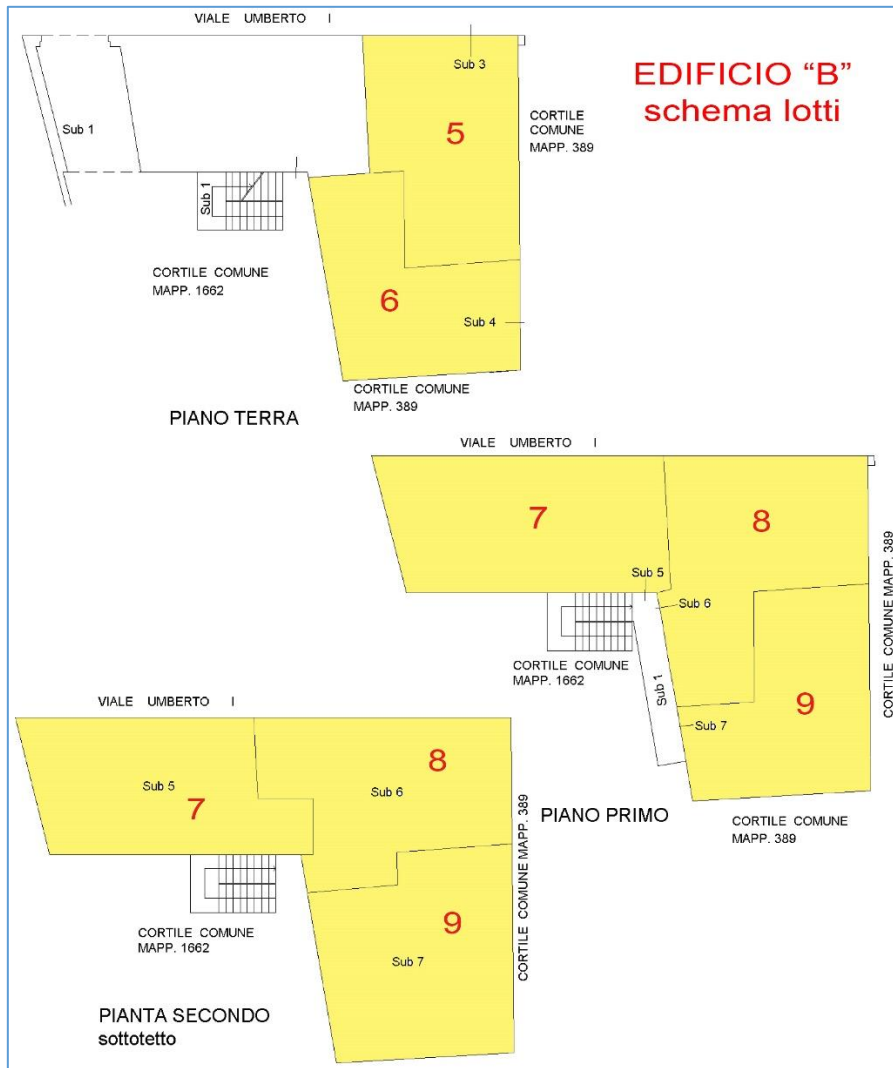 VIALE UMBERTO I
EDIFICIO “B”
schema lotti
Sub 3
CORTILE
COMUNE
MAPP. 389
Sub 1
5
Sub 1
CORTILE COMUNE
MAPP. 1662
6
Sub 4
CORTILE COMUNE
MAPP. 389
PIANO TERRA
VIALE UMBERTO I
7
8
CORTILE COMUNE MAPP. 389
Sub 5
Sub 6
CORTILE COMUNE
MAPP. 1662
Sub 1
9
Sub 7
CORTILE COMUNE
MAPP. 389
PIANO PRIMO
VIALE UMBERTO I
8
Sub 5
7
Sub 6
CORTILE COMUNE MAPP. 389
9
CORTILE COMUNE
MAPP. 1662
Sub 7
PIANTA SECONDO
sottotetto